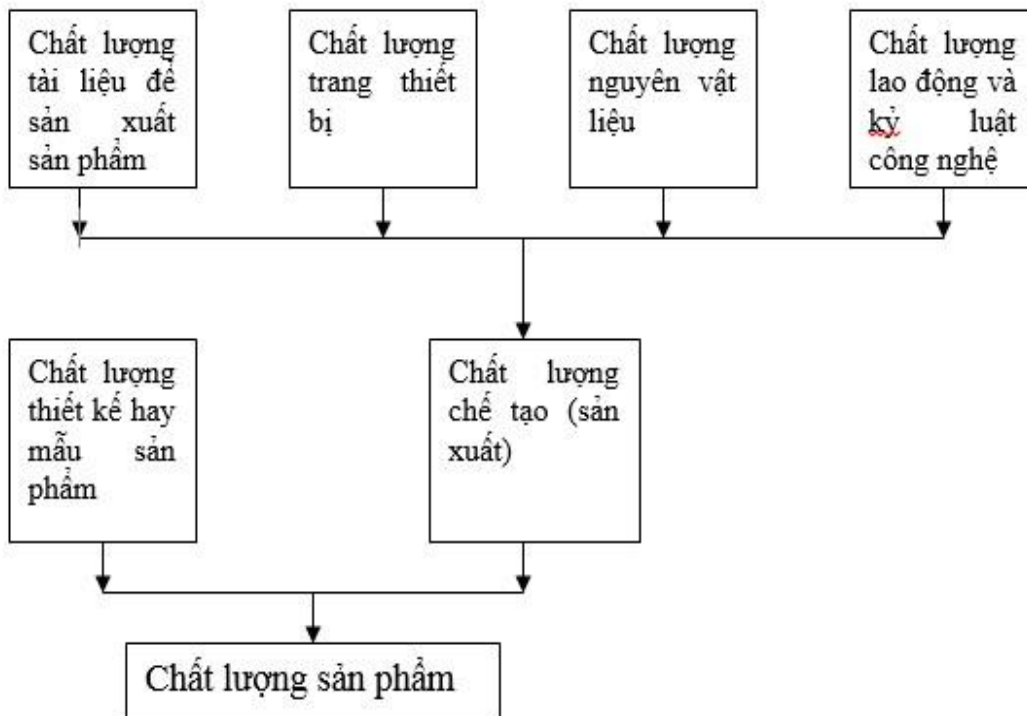 Chất lượng
tài liệu để
sản xuất
sản phẩm
Chất lượng
trang thiết
bị
Chất lượng
nguyên vật
liệu
Chất lượng
lao động và
kỷ luật
công nghệ
Chất lượng
thiết kế hay
mẫu sản
phẩm
Chất lượng
chế tạo (sản
xuất)
Chất lượng sản phẩm